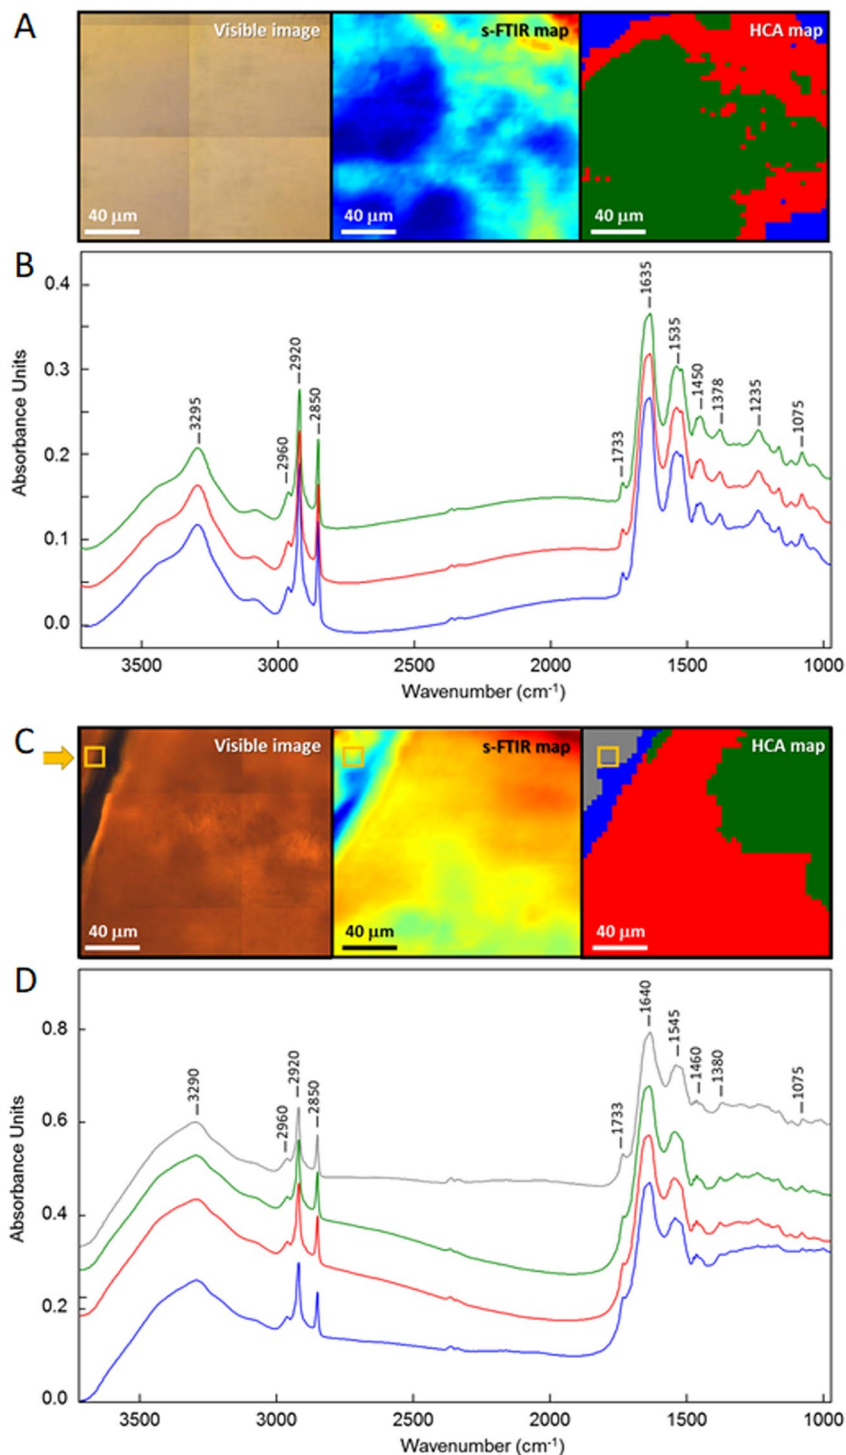 A
Visible image
s-FTIR map
HCA map
40 µm
40 µm
40 µm
B
Absorbance Units
0.4
0.3
0.2
0.1
0.0
3295
2960
2920
2850
1733
1635
1535
1450
1378
1235
1075
3500
3000
2500
2000
1500
1000
Wavenumber (cm⁻¹)
C
Visible image
s-FTIR map
HCA map
40 µm
40 µm
40 µm
D
Absorbance Units
0.8
0.6
0.4
0.2
0.0
3290
2960
2920
2850
1733
1640
1545
1460
1380
1075
3500
3000
2500
2000
1500
1000
Wavenumber (cm⁻¹)